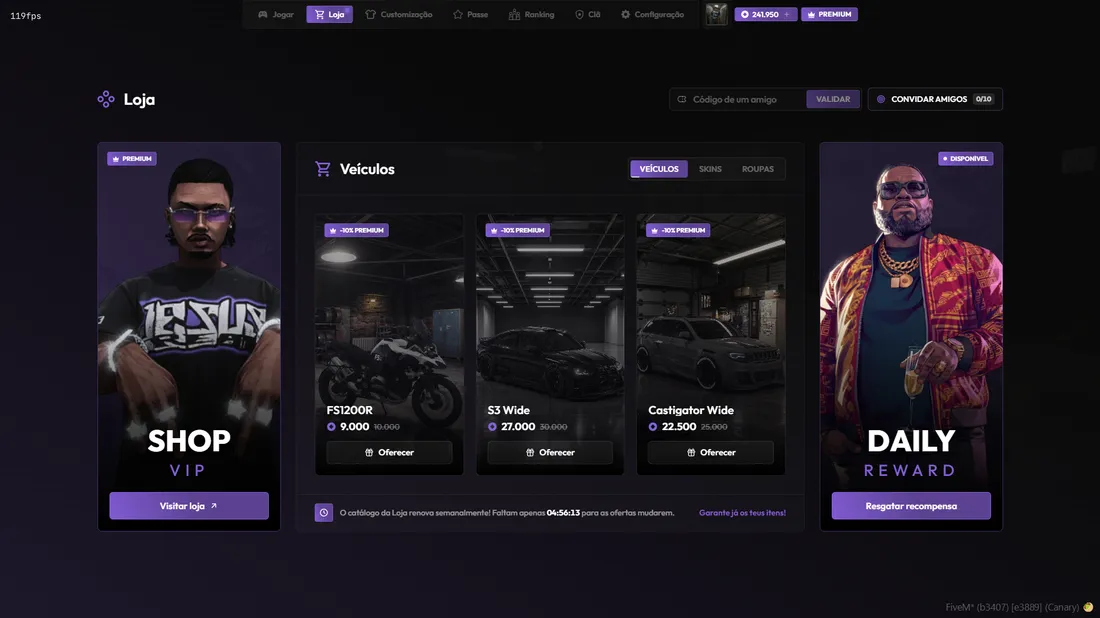 119fps
Jogar
Loja
Customização
Passe
Ranking
Clã
Configuração
241.950 +
PREMIUM
Loja
Código de um amigo
VALIDAR
CONVIDAR AMIGOS 0/10
PREMIUM
JESUS
SHOP
VIP
Visitar loja
Veículos
VEÍCULOS
SKINS
ROUPAS
-10% PREMIUM
FS1200R
9.000 10.000
Oferecer
-10% PREMIUM
S3 Wide
27.000 30.000
Oferecer
-10% PREMIUM
Castigator Wide
22.500 25.000
Oferecer
O catálogo da Loja renova semanalmente! Faltam apenas 04:56:13 para as ofertas mudarem.
Garante já os teus itens!
DISPONÍVEL
DAILY
REWARD
Resgatar recompensa
FiveM* (b3407) [e3889] (Canary)